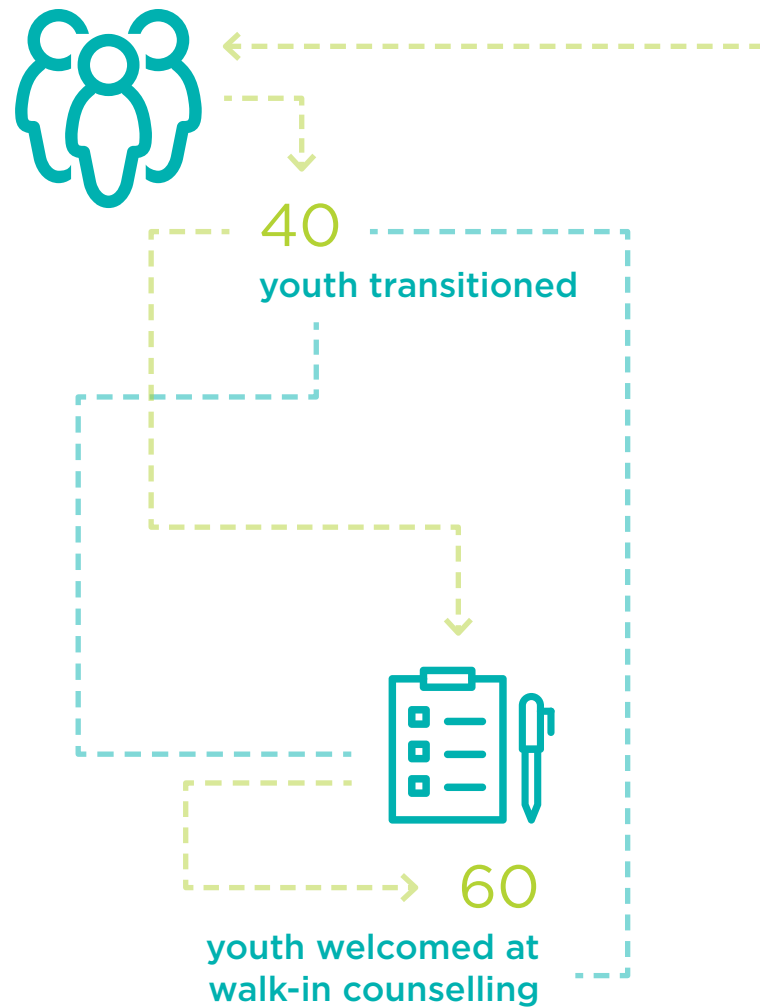 40
youth transitioned
60
youth welcomed at
walk-in counselling